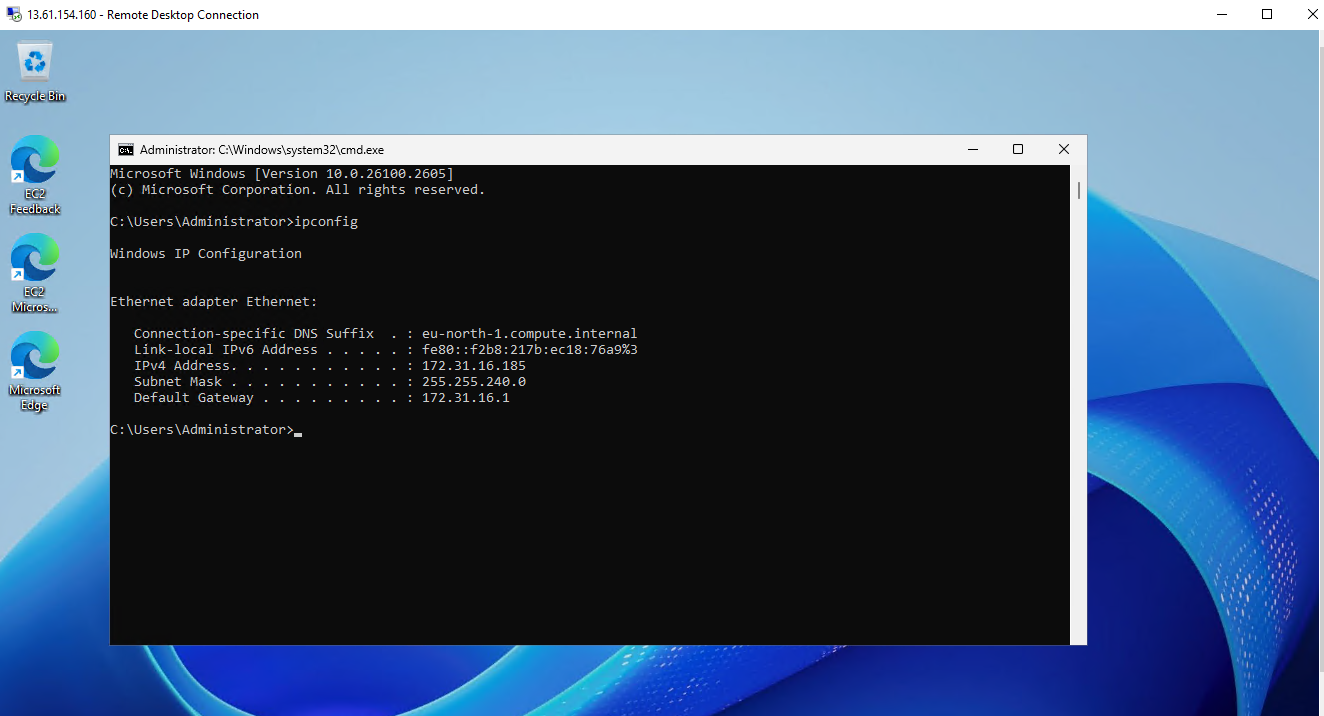 13.61.154.160 - Remote Desktop Connection
Recycle Bin
EC2
Feedback
EC2
Micros...
Microsoft
Edge
Administrator: C:\Windows\system32\cmd.exe
Microsoft Windows [Version 10.0.26100.2605]
(c) Microsoft Corporation. All rights reserved.
C:\Users\Administrator>ipconfig
Windows IP Configuration
Ethernet adapter Ethernet:
Connection-specific DNS Suffix  . : eu-north-1.compute.internal
Link-local IPv6 Address . . . . . : fe80::f2b8:217b:ec18:76a9%3
IPv4 Address. . . . . . . . . . . : 172.31.16.185
Subnet Mask . . . . . . . . . . . : 255.255.240.0
Default Gateway . . . . . . . . . : 172.31.16.1
C:\Users\Administrator>